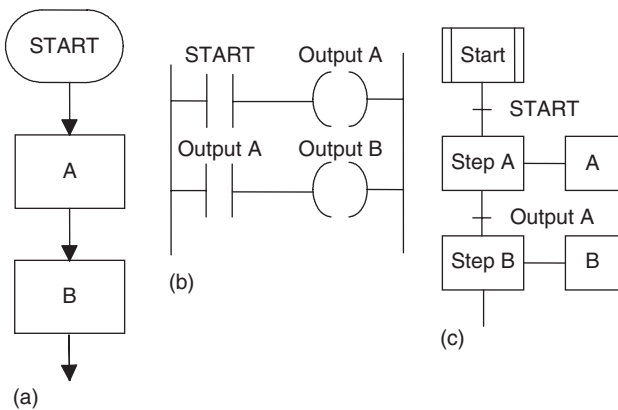 START
A
B
(a)
START Output A
Output A Output B
(b)
Start
START
Step A A
Output A
Step B B
(c)